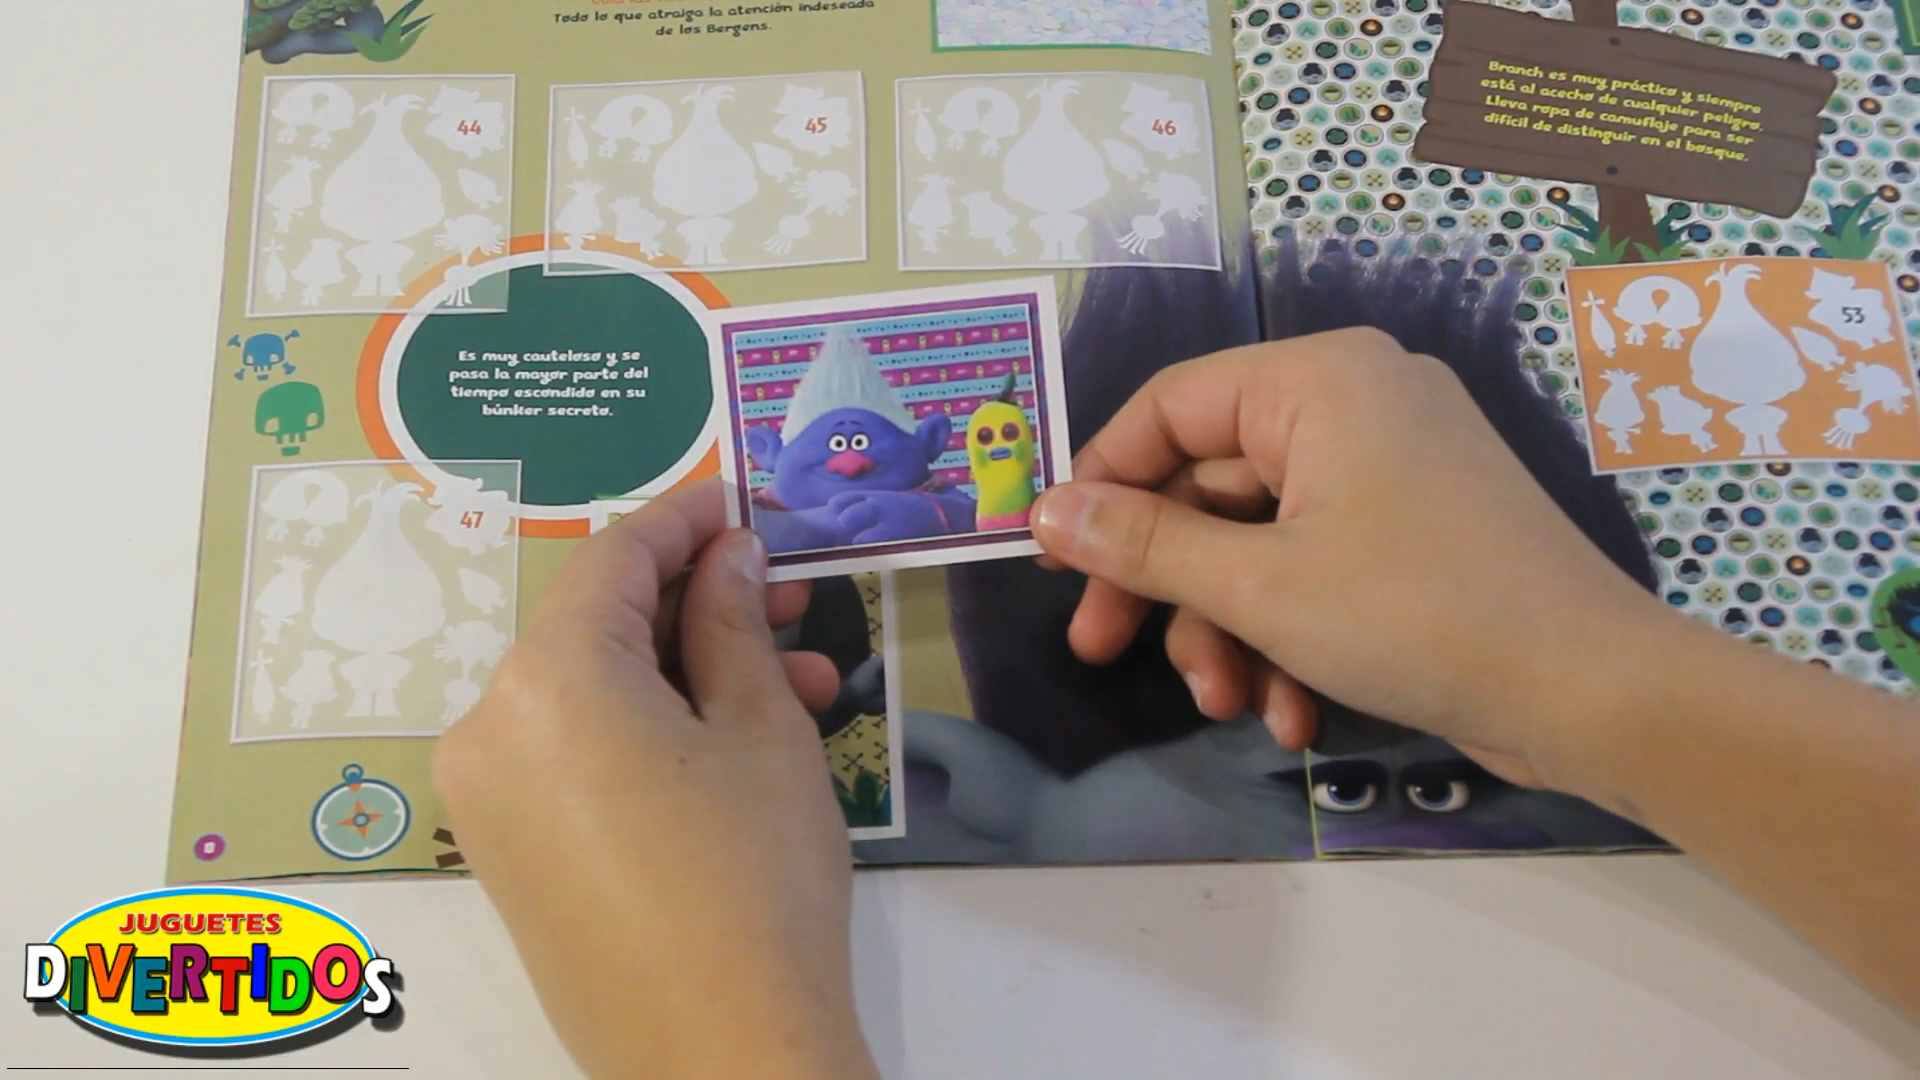 Todo lo que atraiga la atención indeseada
de los Bergens.
44
45
46
Branch es muy práctico y siempre
está al acecho de cualquier peligro.
Lleva ropa de camuflaje para ser
difícil de distinguir en el bosque.
53
Es muy cauteloso y se
pasa la mayor parte del
tiempo escondido en su
búnker secreto.
47
8
JUGUETES
DIVERTIDOS